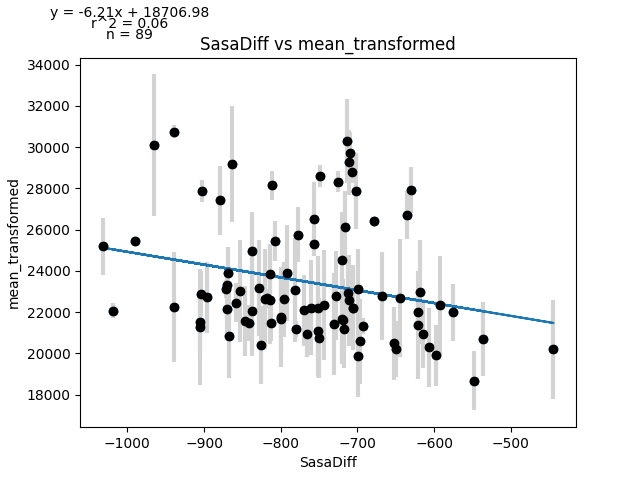 y = -6.21x + 18706.98
r^2 = 0.06
n = 89
SasaDiff vs mean_transformed
34000
32000
30000
28000
26000
24000
22000
20000
18000
mean_transformed
−1000 −900 −800 −700 −600 −500
SasaDiff